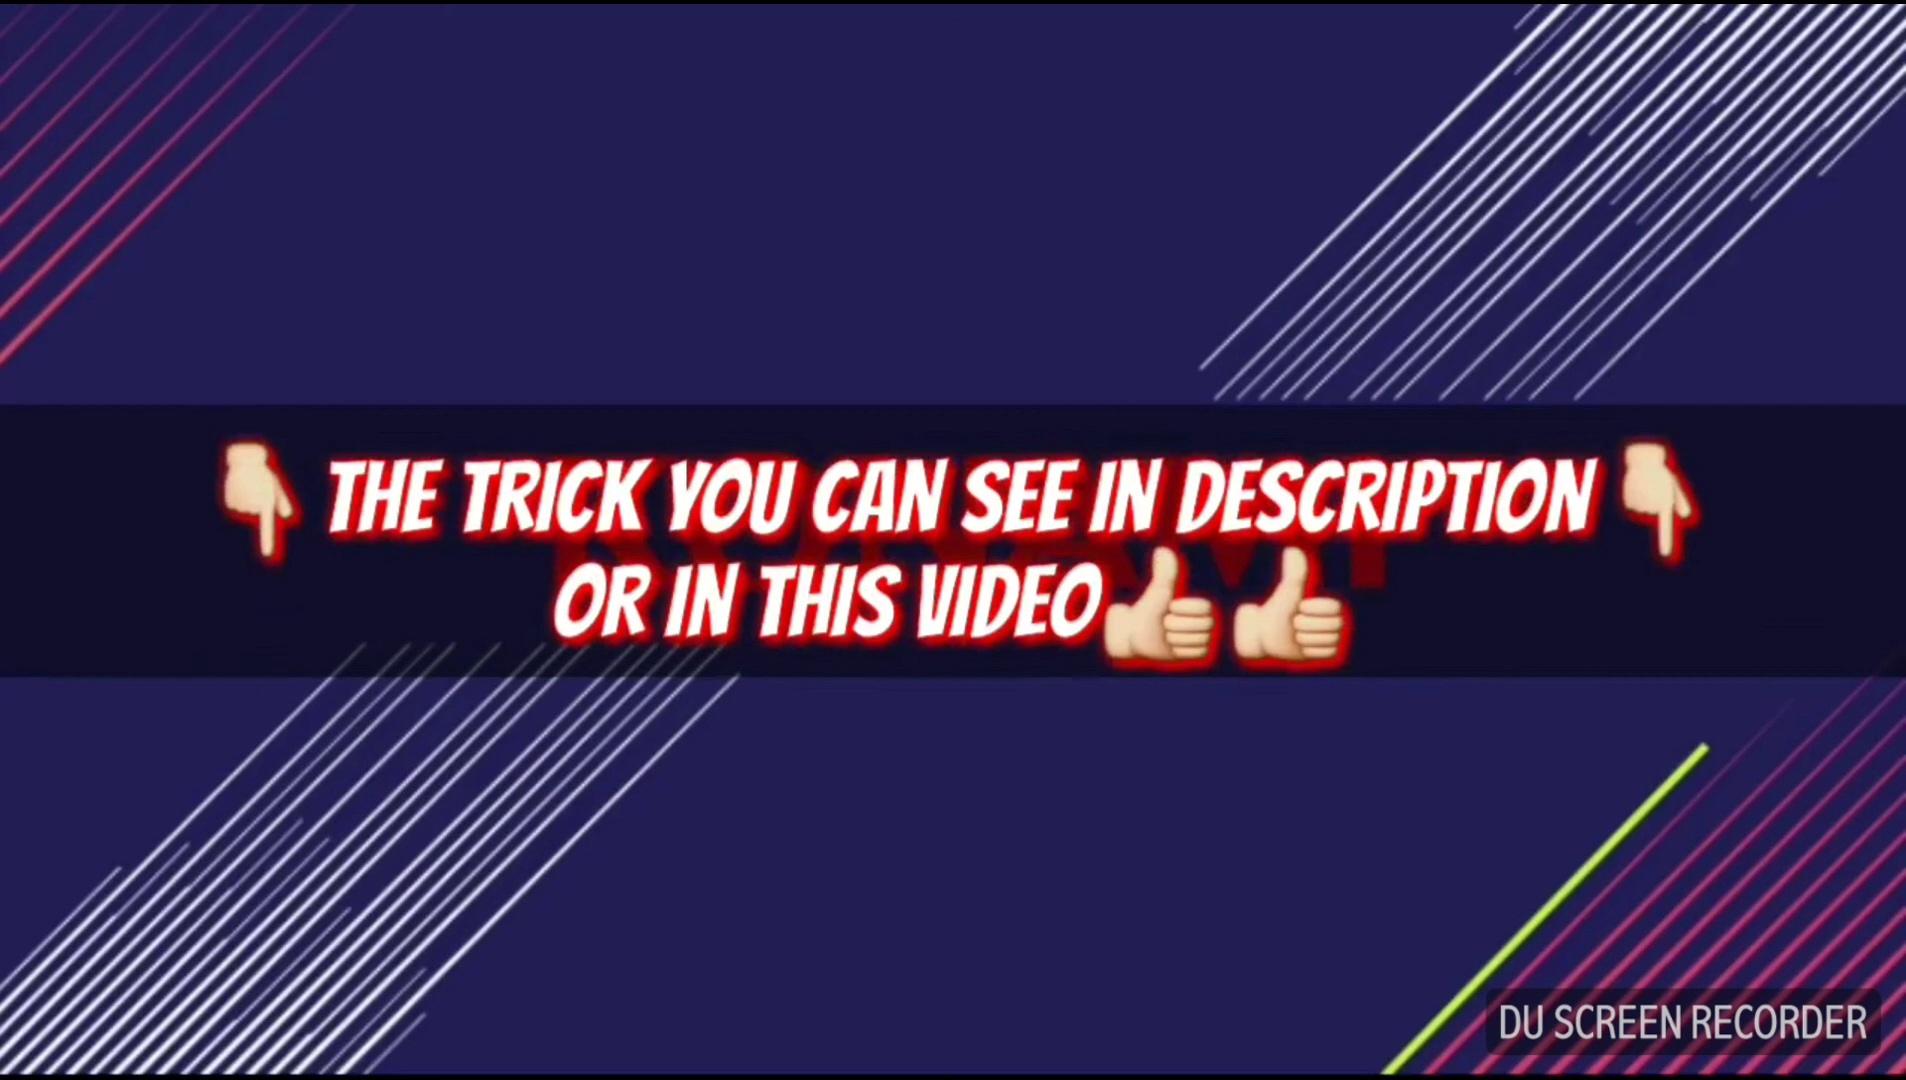 👇 THE TRICK YOU CAN SEE IN DESCRIPTION 👇
OR IN THIS VIDEO👍👍
DU SCREEN RECORDER